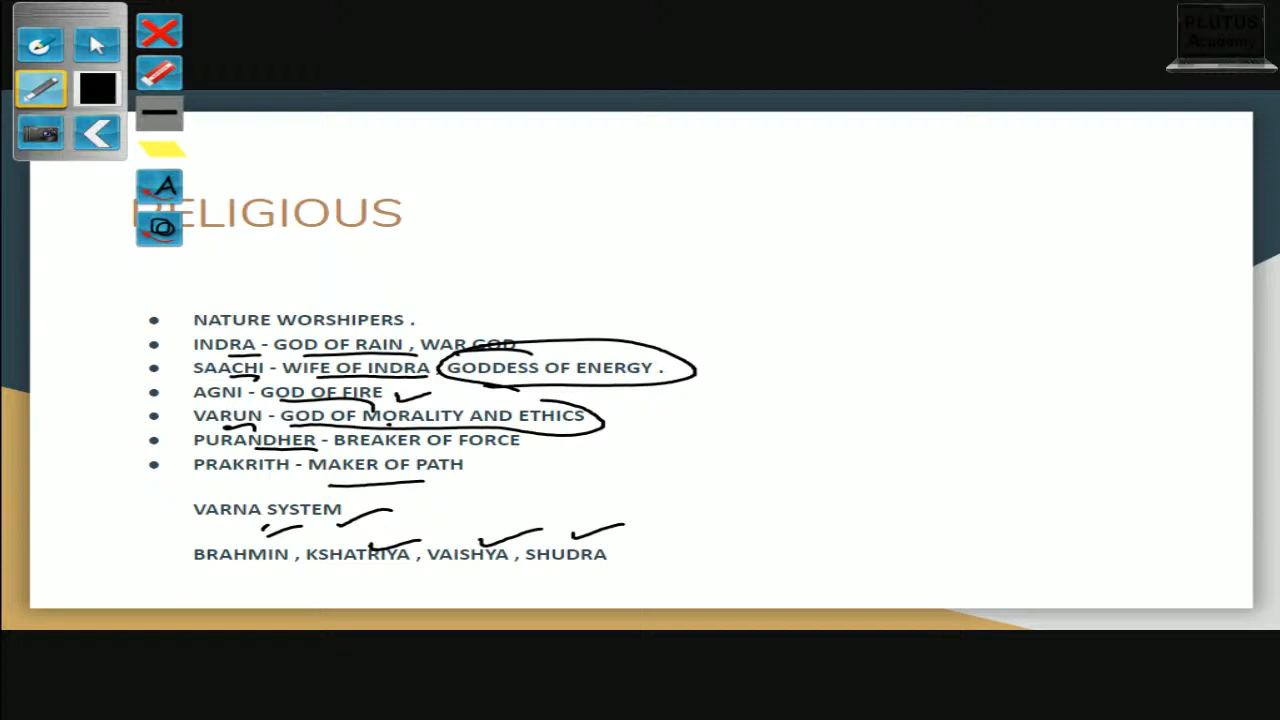 PLUTUS
Academy
RELIGIOUS
● NATURE WORSHIPERS .
● INDRA - GOD OF RAIN , WAR GOD
● SAACHI - WIFE OF INDRA , GODDESS OF ENERGY .
● AGNI - GOD OF FIRE
● VARUN - GOD OF MORALITY AND ETHICS
● PURANDHER - BREAKER OF FORCE
● PRAKRITH - MAKER OF PATH
VARNA SYSTEM
BRAHMIN , KSHATRIYA , VAISHYA , SHUDRA